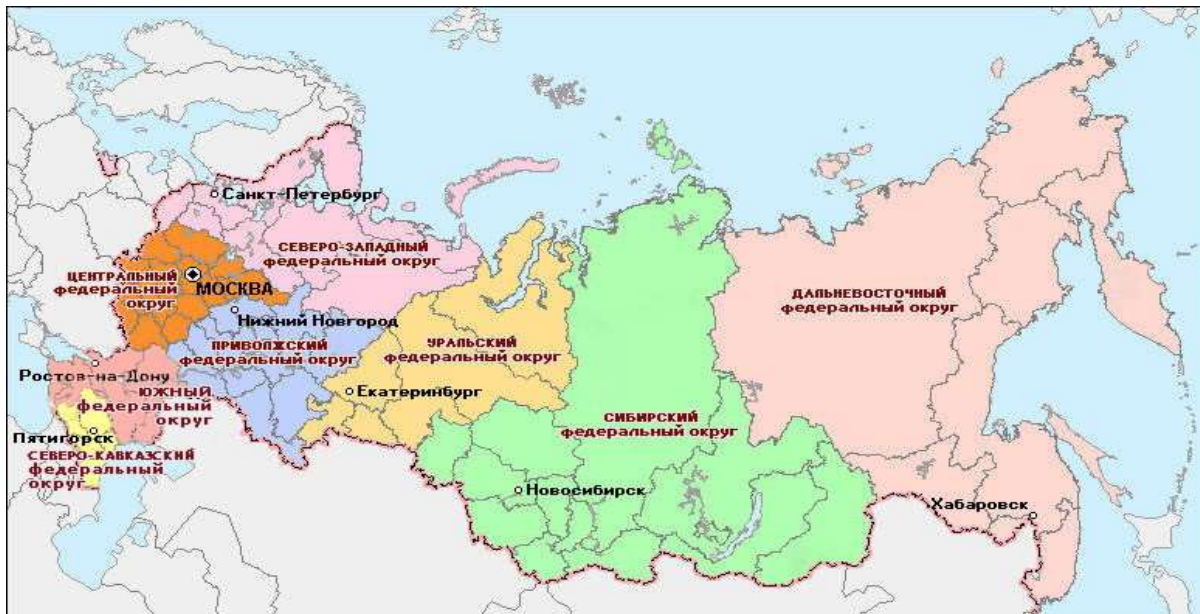 Санкт-Петербург
СЕВЕРО-ЗАПАДНЫЙ
федеральный округ
ЦЕНТРАЛЬНЫЙ
федеральный
округ
МОСКВА
Нижний Новгород
ПРИВОЛЖСКИЙ
федеральный округ
УРАЛЬСКИЙ
федеральный округ
ДАЛЬНЕВОСТОЧНЫЙ
федеральный округ
Ростов-на-Дону
ЮЖНЫЙ
федеральный
округ
Екатеринбург
СИБИРСКИЙ
федеральный округ
Пятигорск
СЕВЕРО-КАВКАЗСКИЙ
федеральный
округ
Новосибирск
Хабаровск